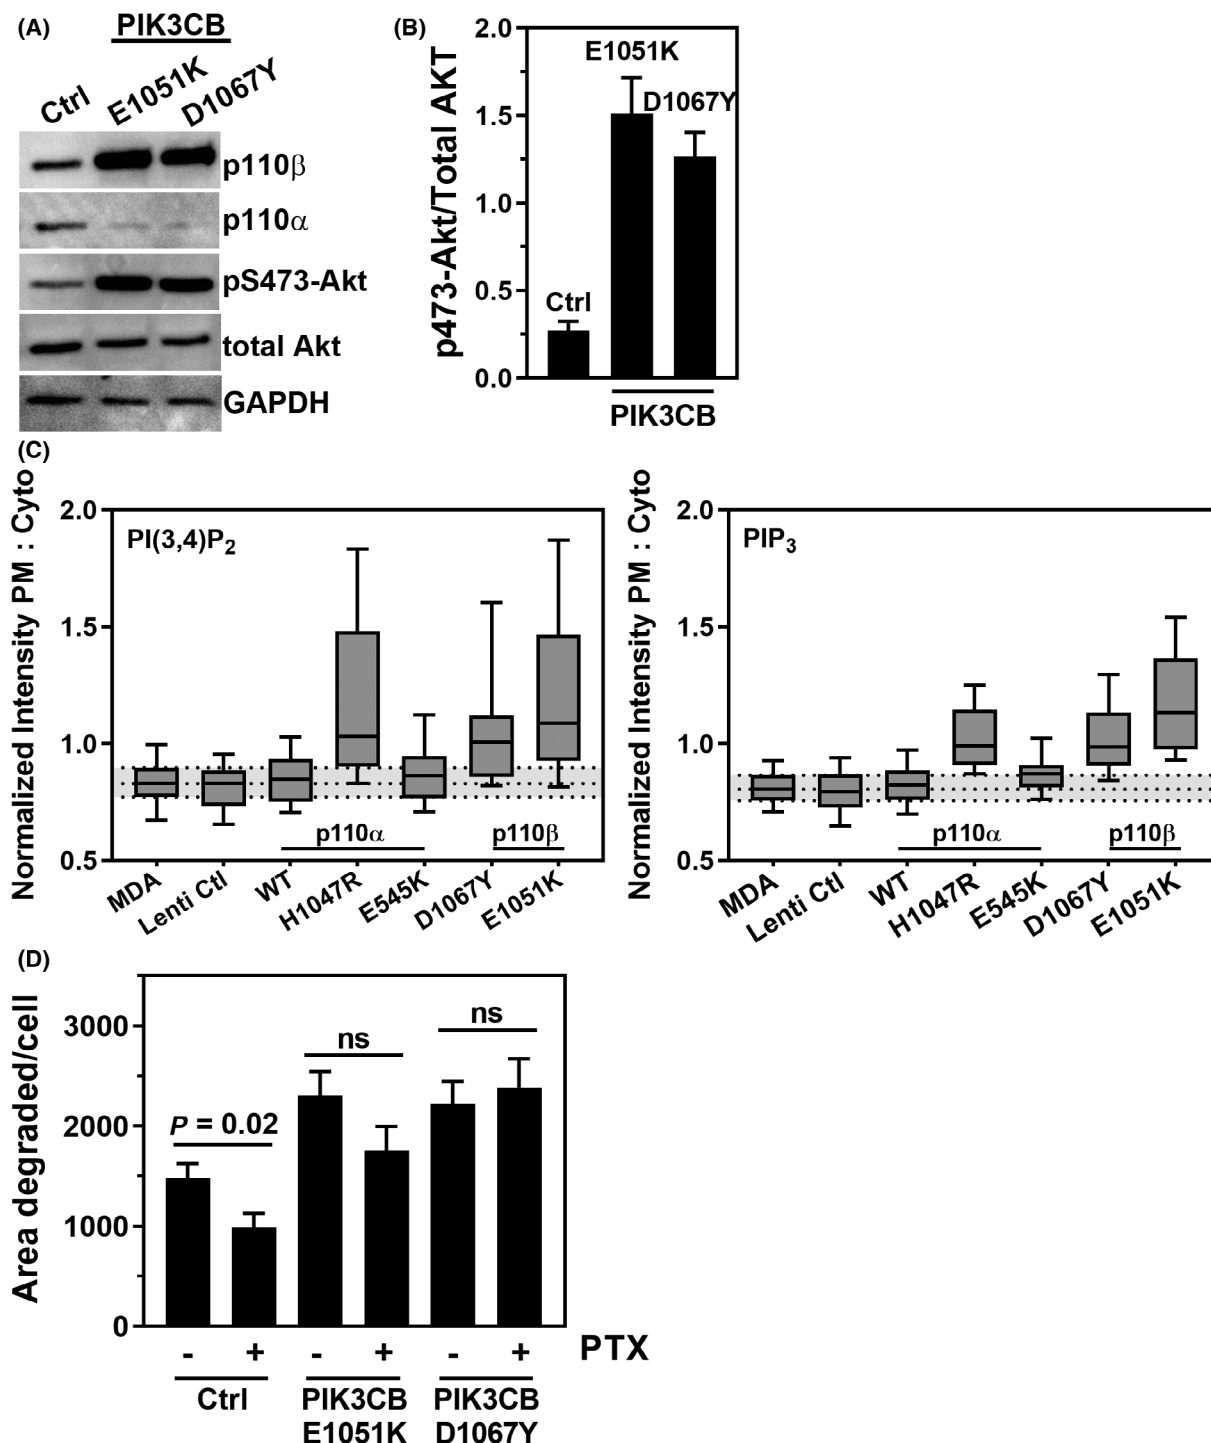 (A)
PIK3CB
Ctrl
E1051K
D1067Y
p110β
p110α
pS473-Akt
total Akt
GAPDH
(B)
p473-Akt/Total AKT
2.0
1.5
1.0
0.5
0.0
Ctrl
E1051K
D1067Y
PIK3CB
(C)
Normalized Intensity PM : Cyto
2.0
1.5
1.0
0.5
PI(3,4)P2
p110α
p110β
MDA
Lenti Ctl
WT
H1047R
E545K
D1067Y
E1051K
Normalized Intensity PM : Cyto
2.0
1.5
1.0
0.5
PIP3
p110α
p110β
MDA
Lenti Ctl
WT
H1047R
E545K
D1067Y
E1051K
(D)
Area degraded/cell
3000
2000
1000
0
P = 0.02
ns
ns
- + - + - + PTX
Ctrl
PIK3CB
E1051K
PIK3CB
D1067Y